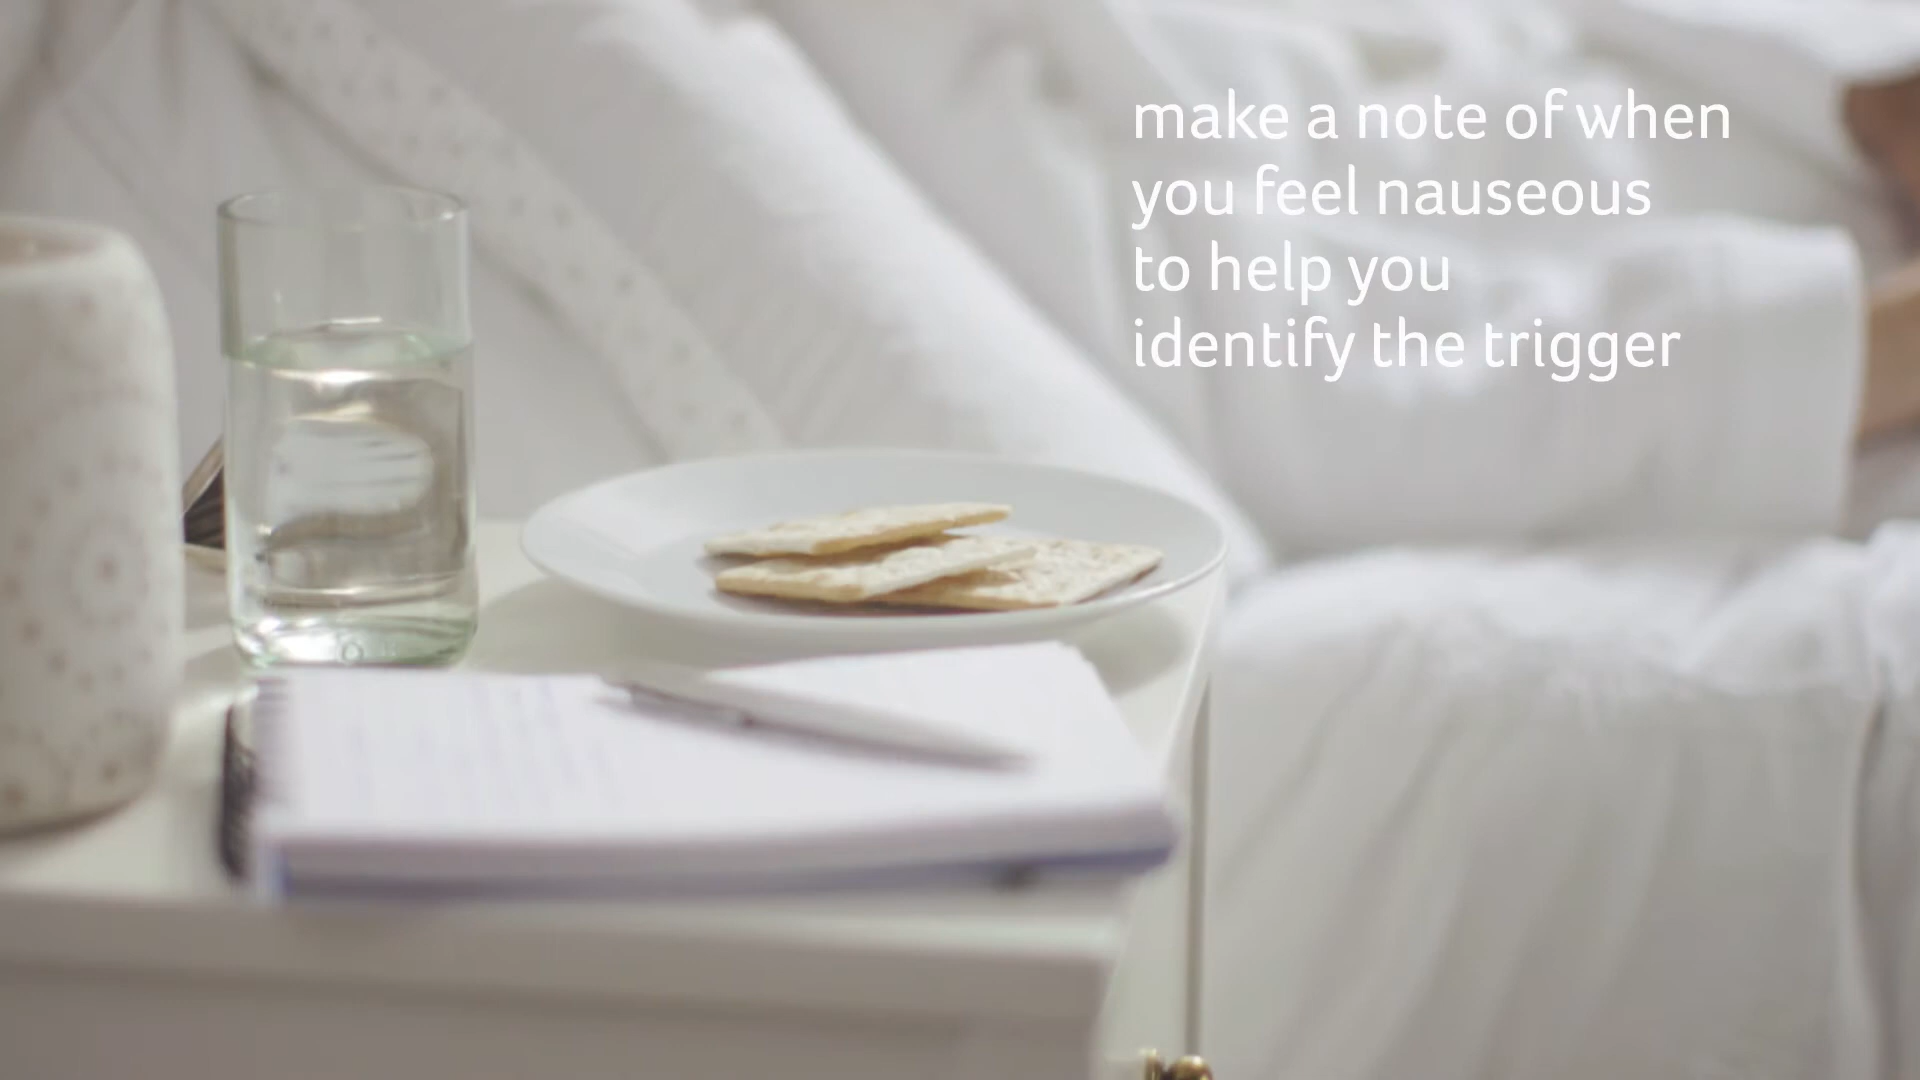 make a note of when
you feel nauseous
to help you
identify the trigger